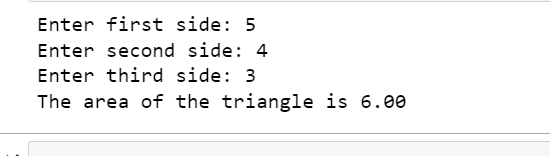 Enter first side: 5
Enter second side: 4
Enter third side: 3
The area of the triangle is 6.00